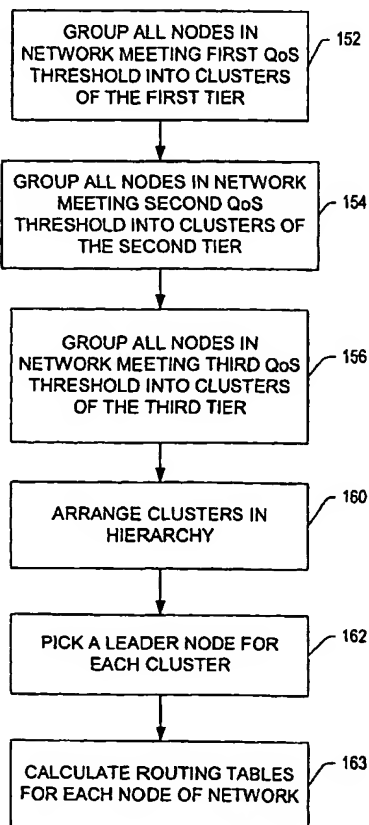 GROUP ALL NODES IN
NETWORK MEETING FIRST QoS
THRESHOLD INTO CLUSTERS
OF THE FIRST TIER
152
GROUP ALL NODES IN NETWORK
MEETING SECOND QoS
THRESHOLD INTO CLUSTERS OF
THE SECOND TIER
154
GROUP ALL NODES IN
NETWORK MEETING THIRD QoS
THRESHOLD INTO CLUSTERS
OF THE THIRD TIER
156
ARRANGE CLUSTERS IN
HIERARCHY
160
PICK A LEADER NODE FOR
EACH CLUSTER
162
CALCULATE ROUTING TABLES
FOR EACH NODE OF NETWORK
163